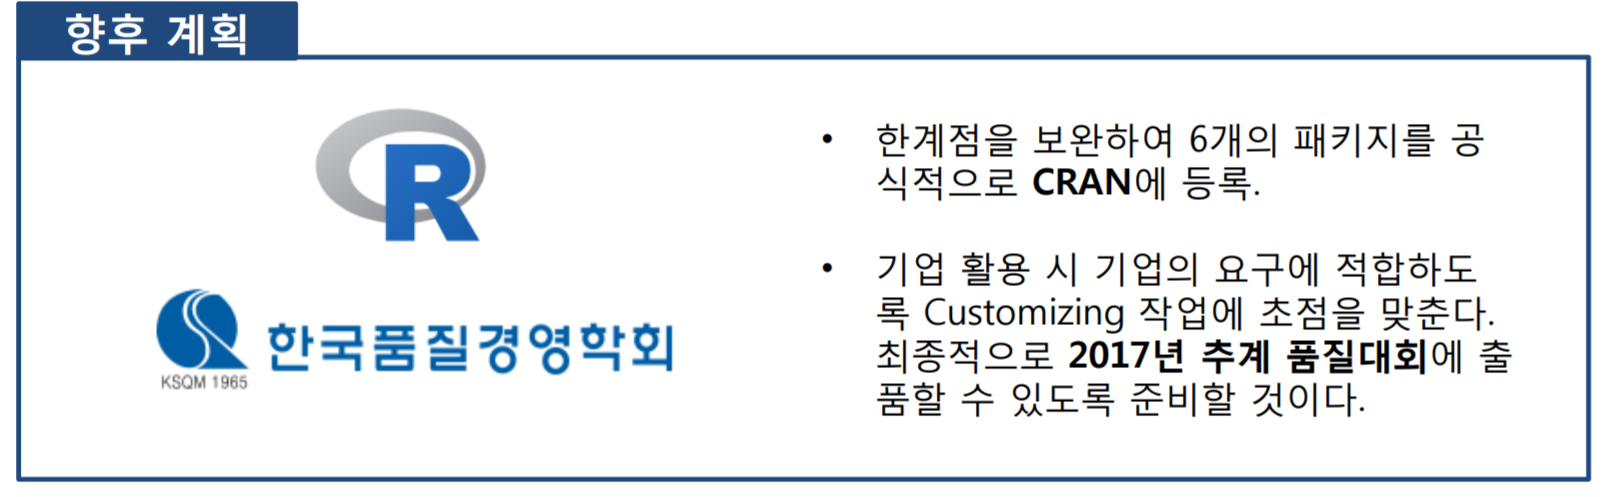 향후 계획
R
한국품질경영학회
KSQM 1965
• 한계점을 보완하여 6개의 패키지를 공
식적으로 CRAN에 등록.
• 기업 활용 시 기업의 요구에 적합하도
록 Customizing 작업에 초점을 맞춘다.
최종적으로 2017년 추계 품질대회에 출
품할 수 있도록 준비할 것이다.